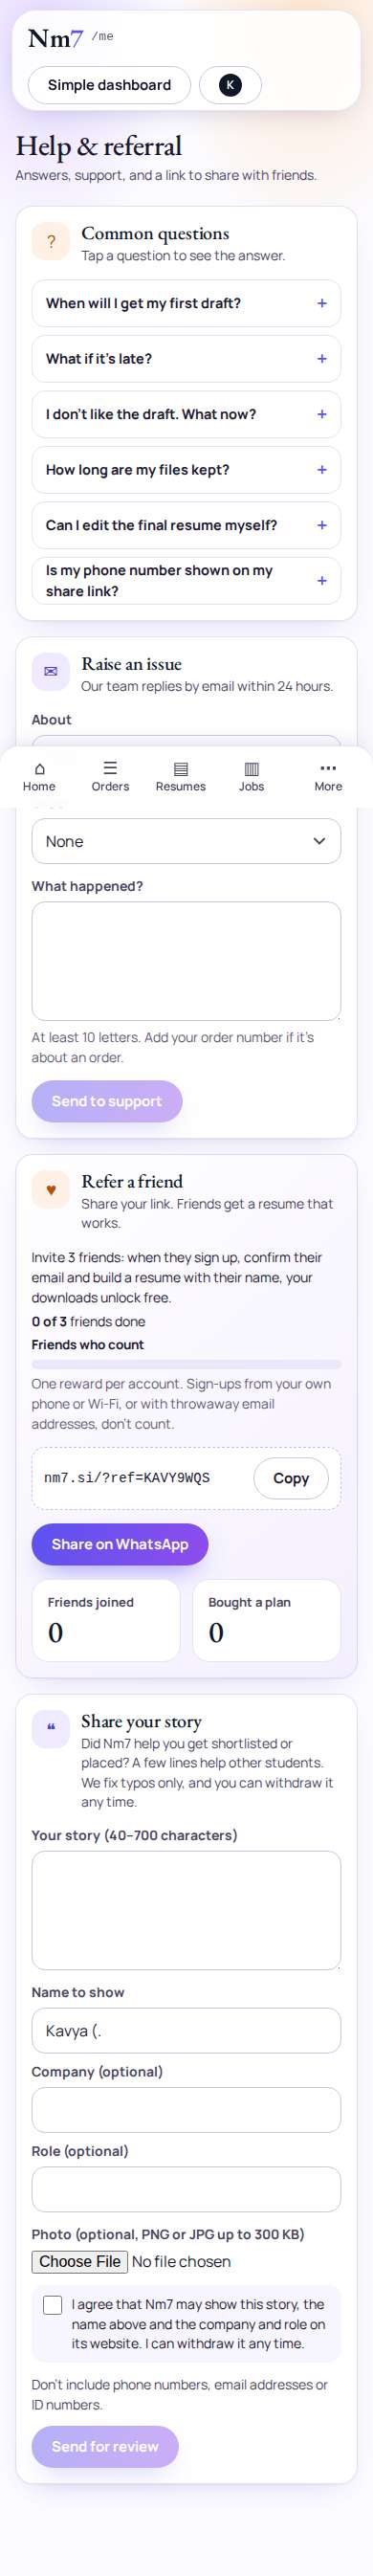 Nm7 /me
Simple dashboard
K
Help & referral
Answers, support, and a link to share with friends.
?
Common questions
Tap a question to see the answer.
When will I get my first draft? +
What if it's late? +
I don't like the draft. What now? +
How long are my files kept? +
Can I edit the final resume myself? +
Is my phone number shown on my
share link? +
Raise an issue
Our team replies by email within 24 hours.
About
Home
Orders
Resumes
Jobs
More
None
What happened?
At least 10 letters. Add your order number if it's
about an order.
Send to support
Refer a friend
Share your link. Friends get a resume that
works.
Invite 3 friends: when they sign up, confirm their
email and build a resume with their name, your
downloads unlock free.
0 of 3 friends done
Friends who count
One reward per account. Sign-ups from your own
phone or Wi-Fi, or with throwaway email
addresses, don't count.
nm7.si/?ref=KAVY9WQS
Copy
Share on WhatsApp
Friends joined
0
Bought a plan
0
Share your story
Did Nm7 help you get shortlisted or
placed? A few lines help other students.
We fix typos only, and you can withdraw it
any time.
Your story (40–700 characters)
Name to show
Kavya (.
Company (optional)
Role (optional)
Photo (optional, PNG or JPG up to 300 KB)
Choose File No file chosen
I agree that Nm7 may show this story, the
name above and the company and role on
its website. I can withdraw it any time.
Don't include phone numbers, email addresses or
ID numbers.
Send for review